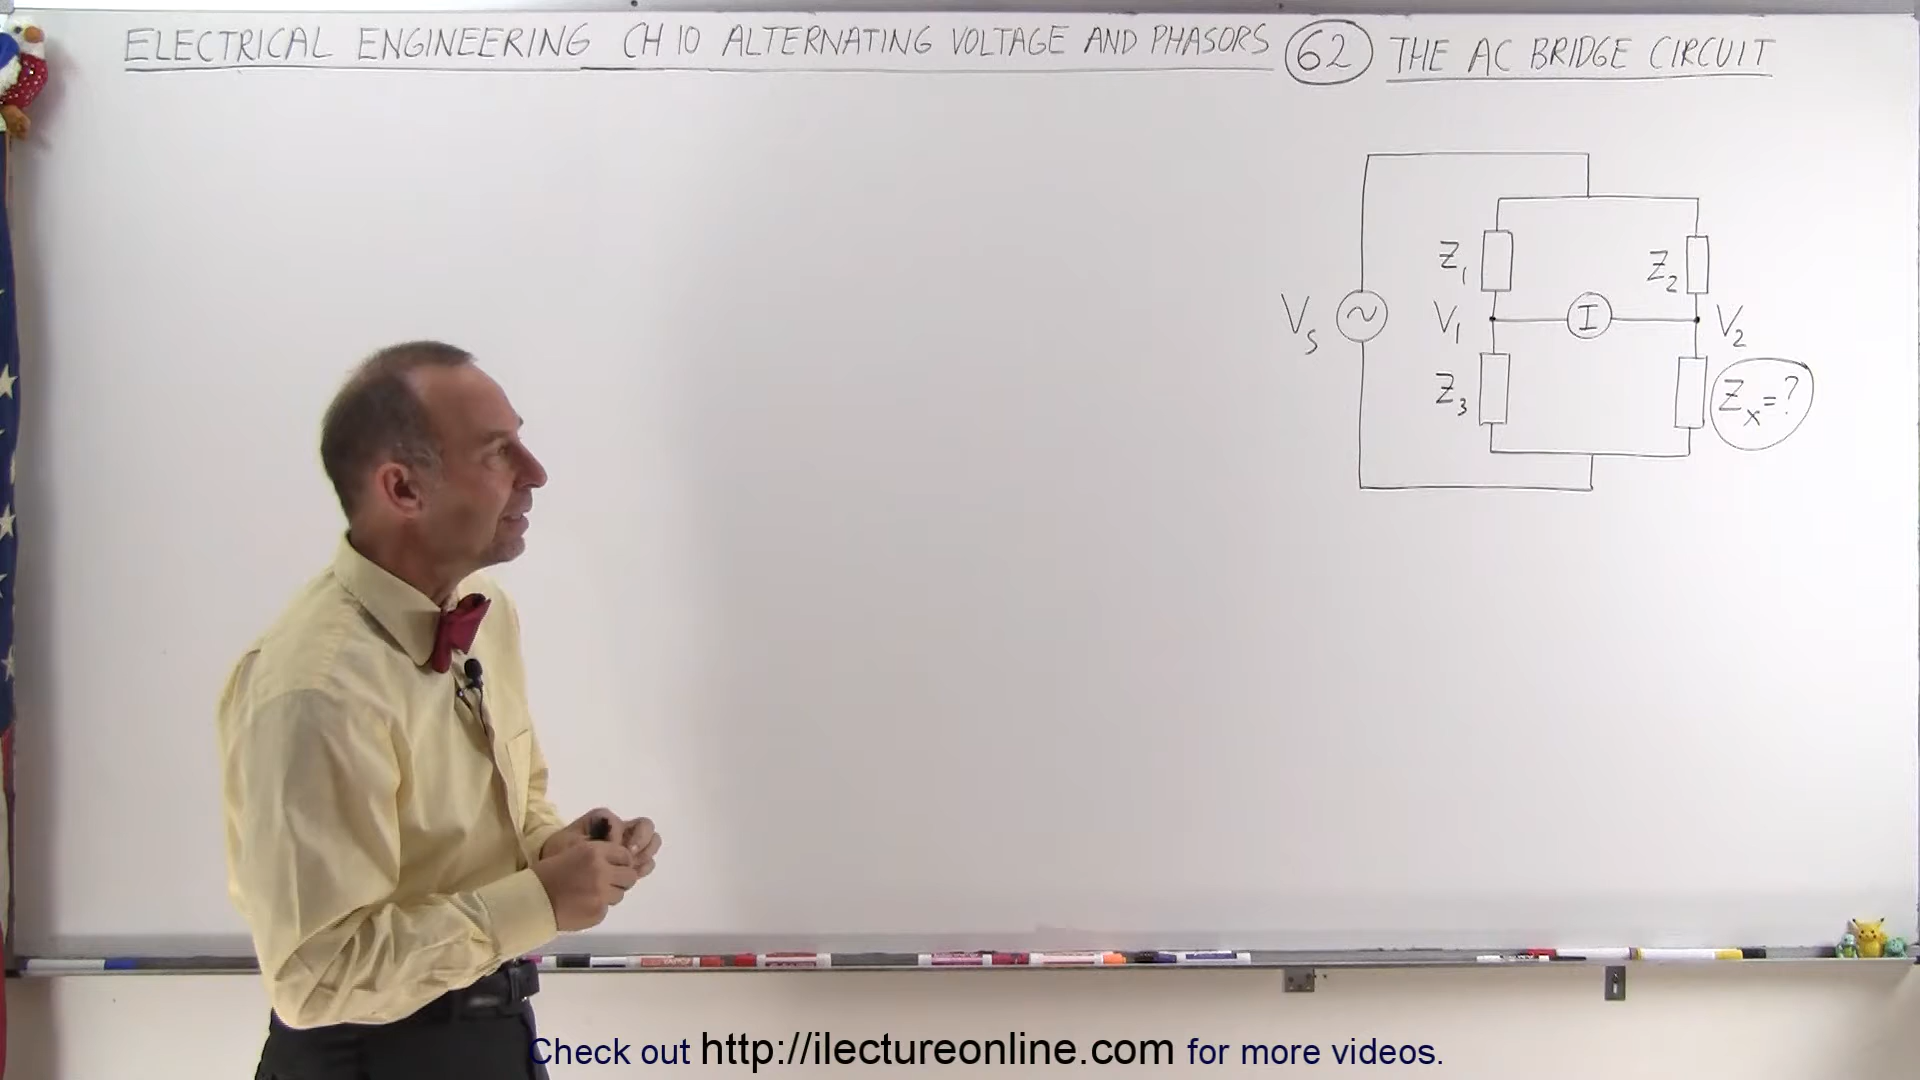 ELECTRICAL ENGINEERING CH 10 ALTERNATING VOLTAGE AND PHASORS 62 THE AC BRIDGE CIRCUIT
Z1
Z2
VS
~
V1
I
V2
Z3
Zx=?
Check out http://ilectureonline.com for more videos.